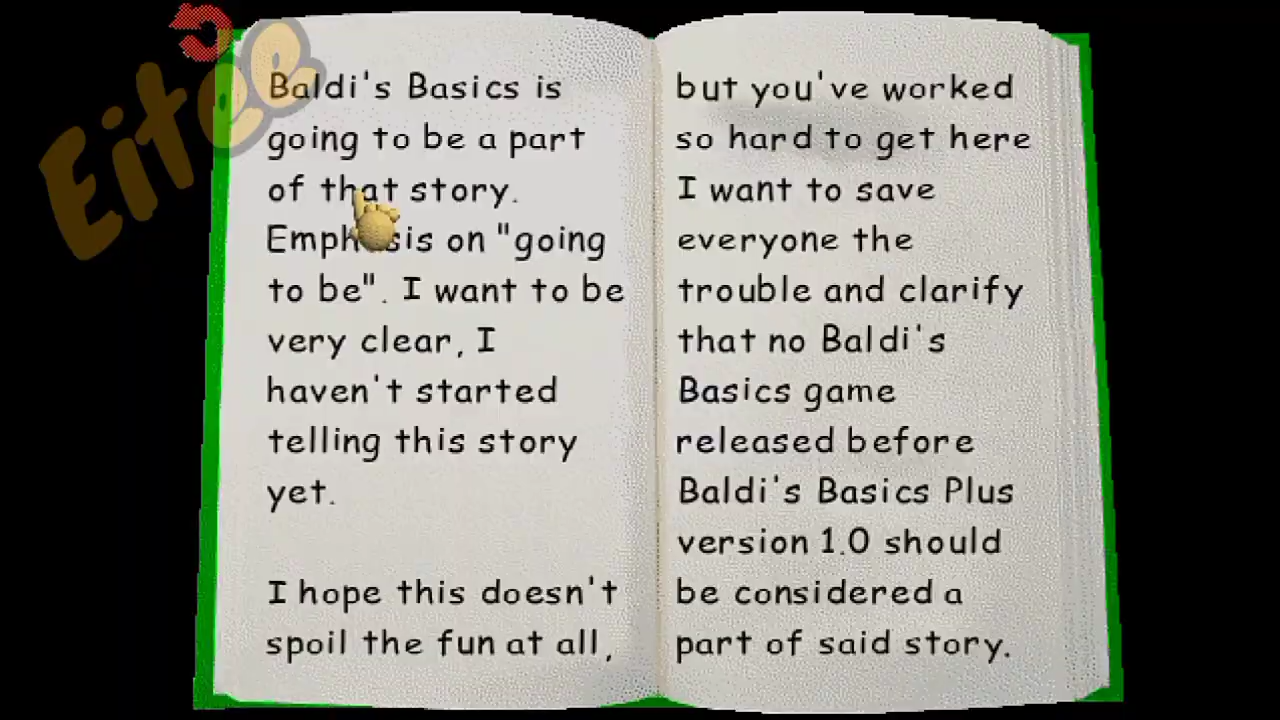 Eitee
Baldi's Basics is
going to be a part
of that story.
Emphasis on "going
to be". I want to be
very clear, I
haven't started
telling this story
yet.
I hope this doesn't
spoil the fun at all,
but you've worked
so hard to get here
I want to save
everyone the
trouble and clarify
that no Baldi's
Basics game
released before
Baldi's Basics Plus
version 1.0 should
be considered a
part of said story.